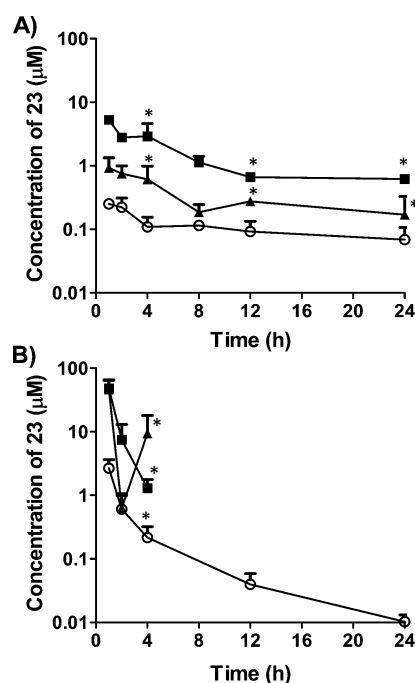 A)
Concentration of 23 (μM)
100
10
1
0.1
0.01
* * *
* * *
0 4 8 12 16 20 24
Time (h)
B)
Concentration of 23 (μM)
100
10
1
0.1
0.01
*
*
*
0 4 8 12 16 20 24
Time (h)